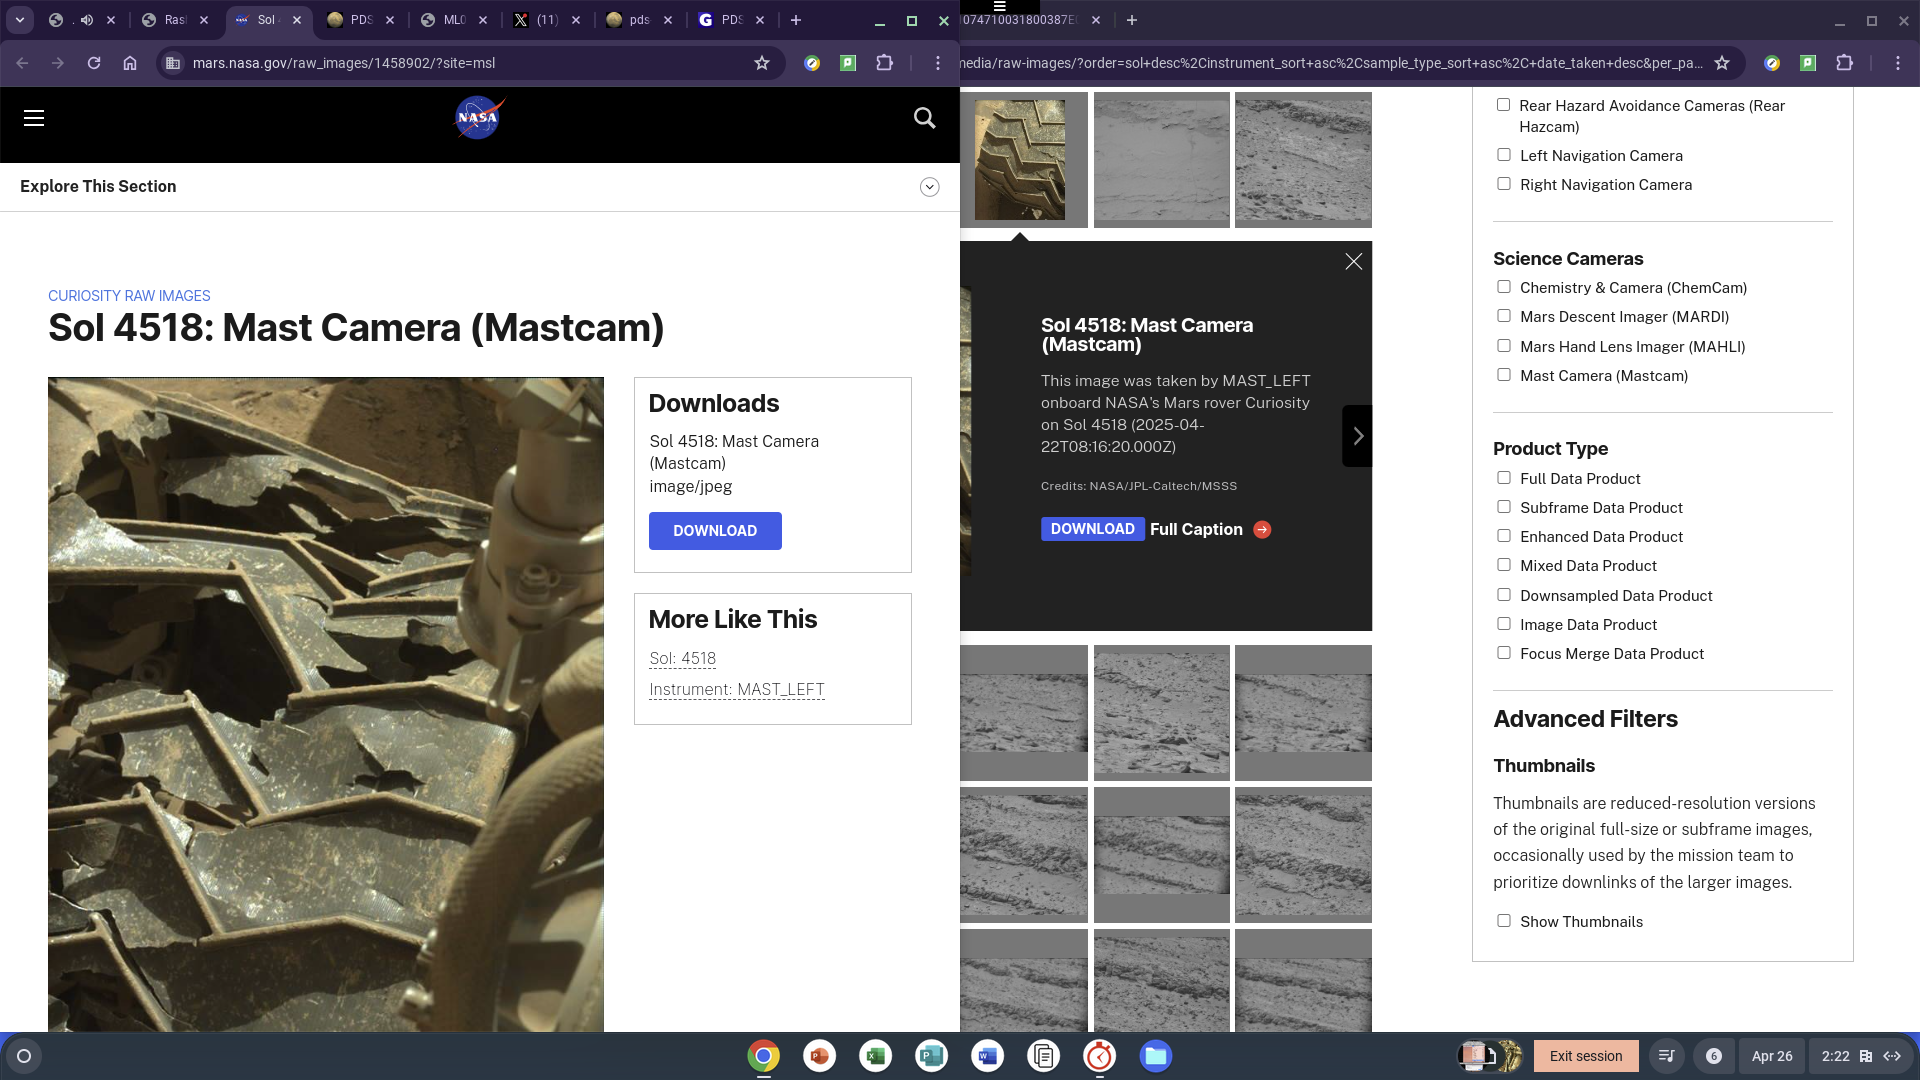 .
Ras
Sol
PDS
ML0
(11)
pds
PDS
mars.nasa.gov/raw_images/1458902/?site=msl
NASA
Explore This Section
CURIOSITY RAW IMAGES
Sol 4518: Mast Camera (Mastcam)
Downloads
Sol 4518: Mast Camera
(Mastcam)
image/jpeg
DOWNLOAD
More Like This
Sol: 4518
Instrument: MAST_LEFT
media/raw-images/?order=sol+desc%2Cinstrument_sort+asc%2Csample_type_sort+asc%2C+date_taken+desc&per_pa...
Sol 4518: Mast Camera
(Mastcam)
This image was taken by MAST_LEFT
onboard NASA's Mars rover Curiosity
on Sol 4518 (2025-04-
22T08:16:20.000Z)
Credits: NASA/JPL-Caltech/MSSS
DOWNLOAD Full Caption
Rear Hazard Avoidance Cameras (Rear
Hazcam)
Left Navigation Camera
Right Navigation Camera
Science Cameras
Chemistry & Camera (ChemCam)
Mars Descent Imager (MARDI)
Mars Hand Lens Imager (MAHLI)
Mast Camera (Mastcam)
Product Type
Full Data Product
Subframe Data Product
Enhanced Data Product
Mixed Data Product
Downsampled Data Product
Image Data Product
Focus Merge Data Product
Advanced Filters
Thumbnails
Thumbnails are reduced-resolution versions
of the original full-size or subframe images,
occasionally used by the mission team to
prioritize downlinks of the larger images.
Show Thumbnails
Exit session
6
Apr 26
2:22